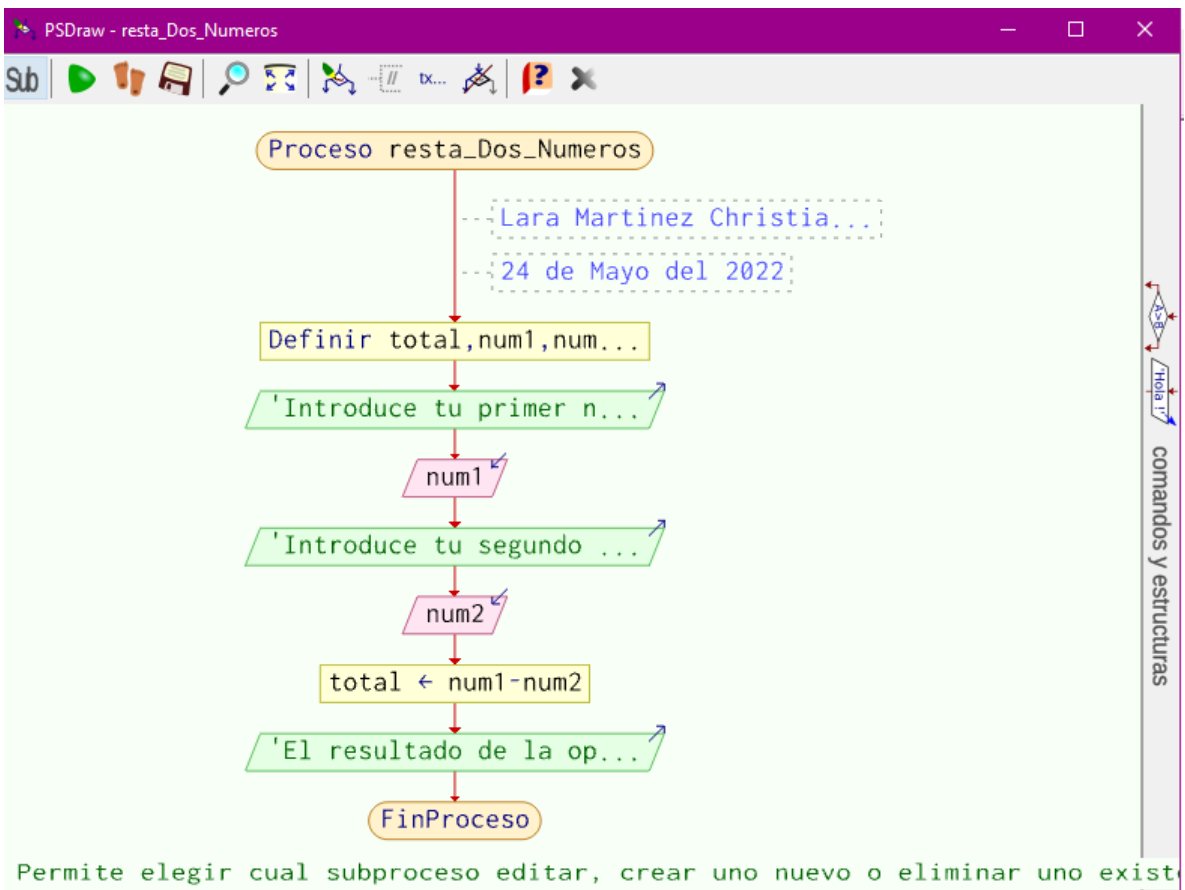 PSDraw - resta_Dos_Numeros
Sub
tx...
Proceso resta_Dos_Numeros
Lara Martinez Christia...
24 de Mayo del 2022
Definir total,num1,num...
'Introduce tu primer n...
num1
'Introduce tu segundo ...
num2
total ← num1-num2
'El resultado de la op...
FinProceso
A>B
'Hola !'
comandos y estructuras
Permite elegir cual subproceso editar, crear uno nuevo o eliminar uno exist